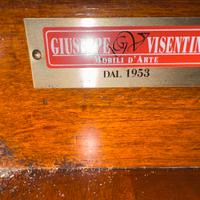 GIUSEPPE GV VISENTIN
MOBILI D'ARTE
DAL 1953